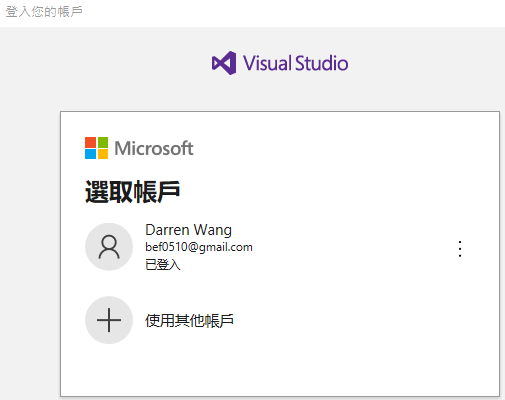 登入您的帳戶
Visual Studio
Microsoft
選取帳戶
Darren Wang
bef0510@gmail.com
已登入
使用其他帳戶